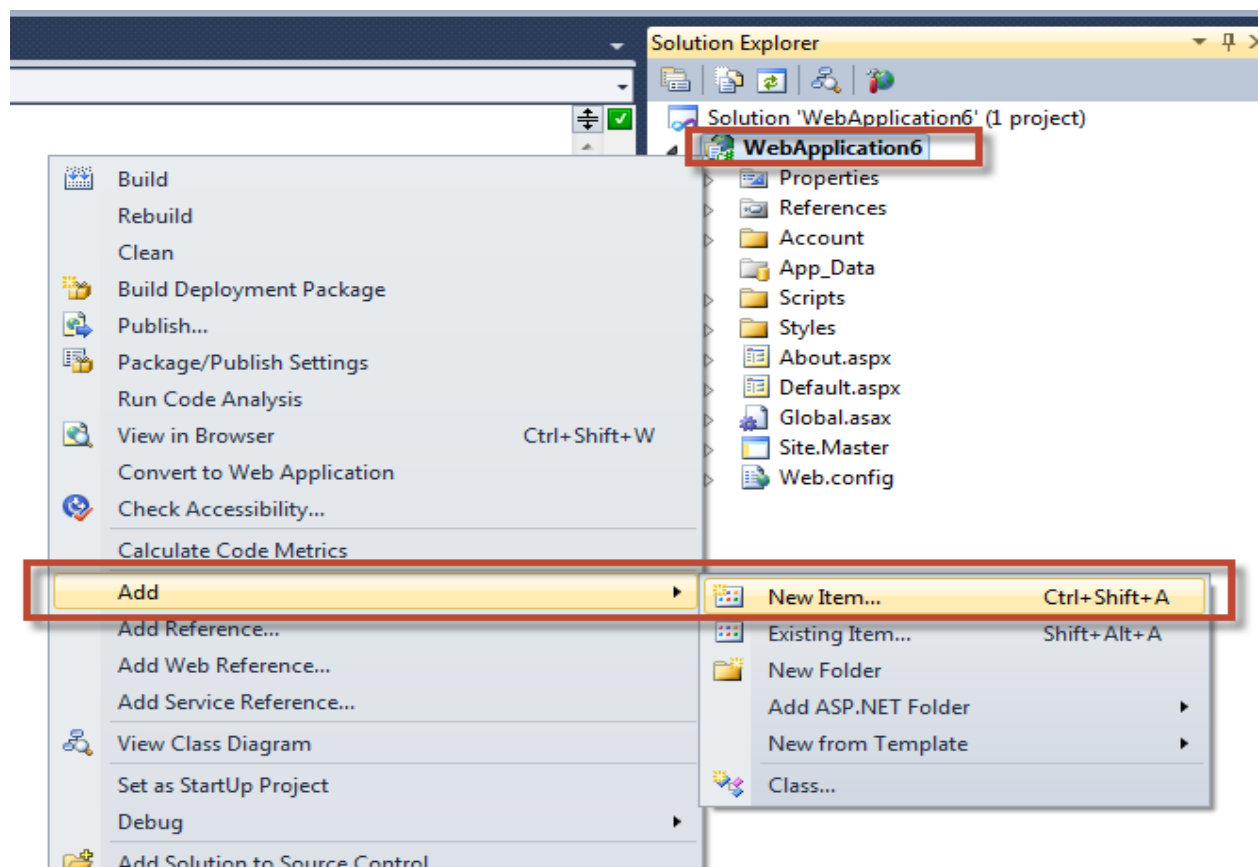 Solution Explorer
Solution 'WebApplication6' (1 project)
WebApplication6
Properties
References
Account
App_Data
Scripts
Styles
About.aspx
Default.aspx
Global.asax
Site.Master
Web.config
Build
Rebuild
Clean
Build Deployment Package
Publish...
Package/Publish Settings
Run Code Analysis
View in Browser Ctrl+Shift+W
Convert to Web Application
Check Accessibility...
Calculate Code Metrics
Add
Add Reference...
Add Web Reference...
Add Service Reference...
View Class Diagram
Set as StartUp Project
Debug
Add Solution to Source Control
New Item... Ctrl+Shift+A
Existing Item... Shift+Alt+A
New Folder
Add ASP.NET Folder
New from Template
Class...